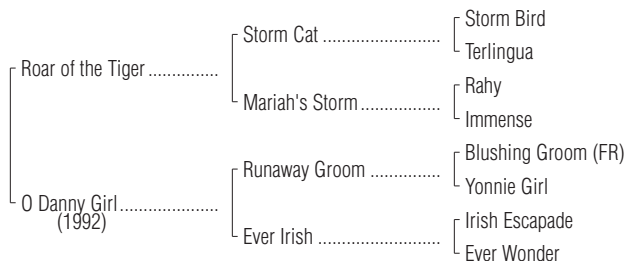 Storm Bird
Storm Cat ........................
Terlingua
Roar of the Tiger ..............
Rahy
Mariah's Storm ................
Immense
Blushing Groom (FR)
Runaway Groom ..............
Yonnie Girl
O Danny Girl ....................
(1992)
Irish Escapade
Ever Irish .........................
Ever Wonder